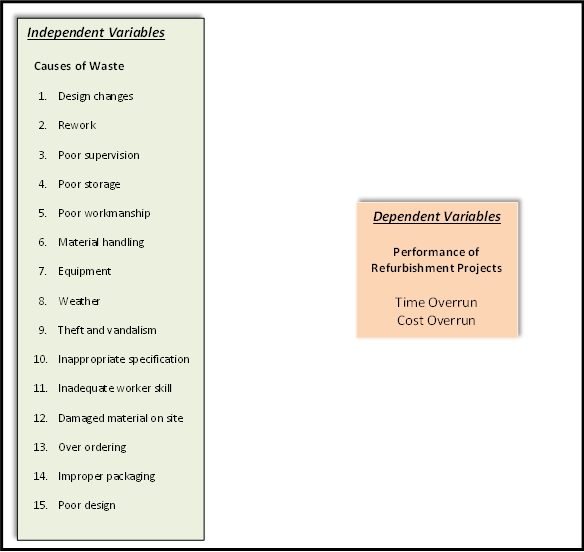 Independent Variables
Causes of Waste
1. Design changes
2. Rework
3. Poor supervision
4. Poor storage
5. Poor workmanship
6. Material handling
7. Equipment
8. Weather
9. Theft and vandalism
10. Inappropriate specification
11. Inadequate worker skill
12. Damaged material on site
13. Over ordering
14. Improper packaging
15. Poor design
Dependent Variables
Performance of
Refurbishment Projects
Time Overrun
Cost Overrun